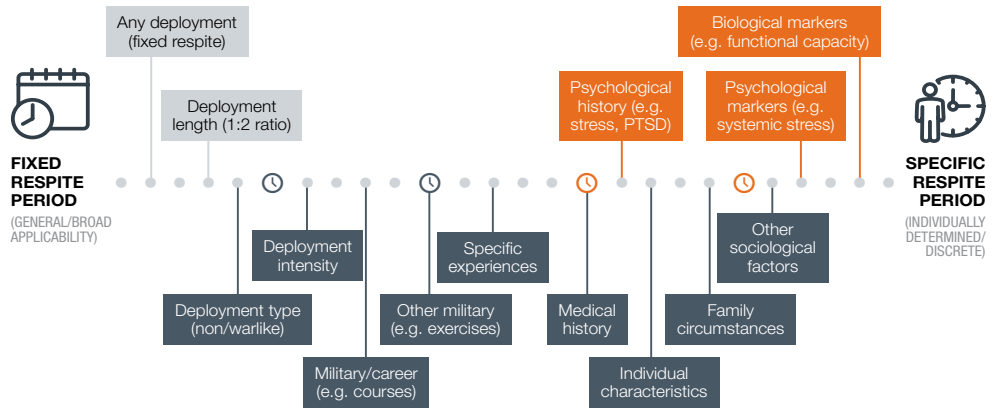 Any deployment
(fixed respite)
Biological markers
(e.g. functional capacity)
Deployment
length (1:2 ratio)
Psychological
history (e.g.
stress, PTSD)
Psychological
markers (e.g.
systemic stress)
FIXED
RESPITE
PERIOD
(GENERAL/BROAD
APPLICABILITY)
SPECIFIC
RESPITE
PERIOD
(INDIVIDUALLY
DETERMINED/
DISCRETE)
Deployment
intensity
Specific
experiences
Other
sociological
factors
Deployment type
(non/warlike)
Other military
(e.g. exercises)
Medical
history
Family
circumstances
Military/career
(e.g. courses)
Individual
characteristics